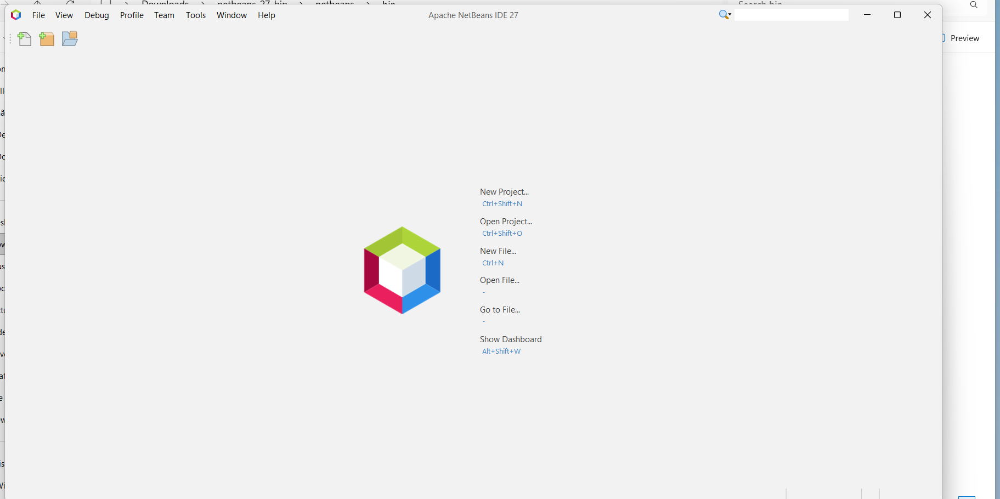 Downloads > netbeans-27-bin > netbeans > bin
Search bin
File View Debug Profile Team Tools Window Help
Apache NetBeans IDE 27
Preview
New Project...
Ctrl+Shift+N
Open Project...
Ctrl+Shift+O
New File...
Ctrl+N
Open File...
-
Go to File...
-
Show Dashboard
Alt+Shift+W